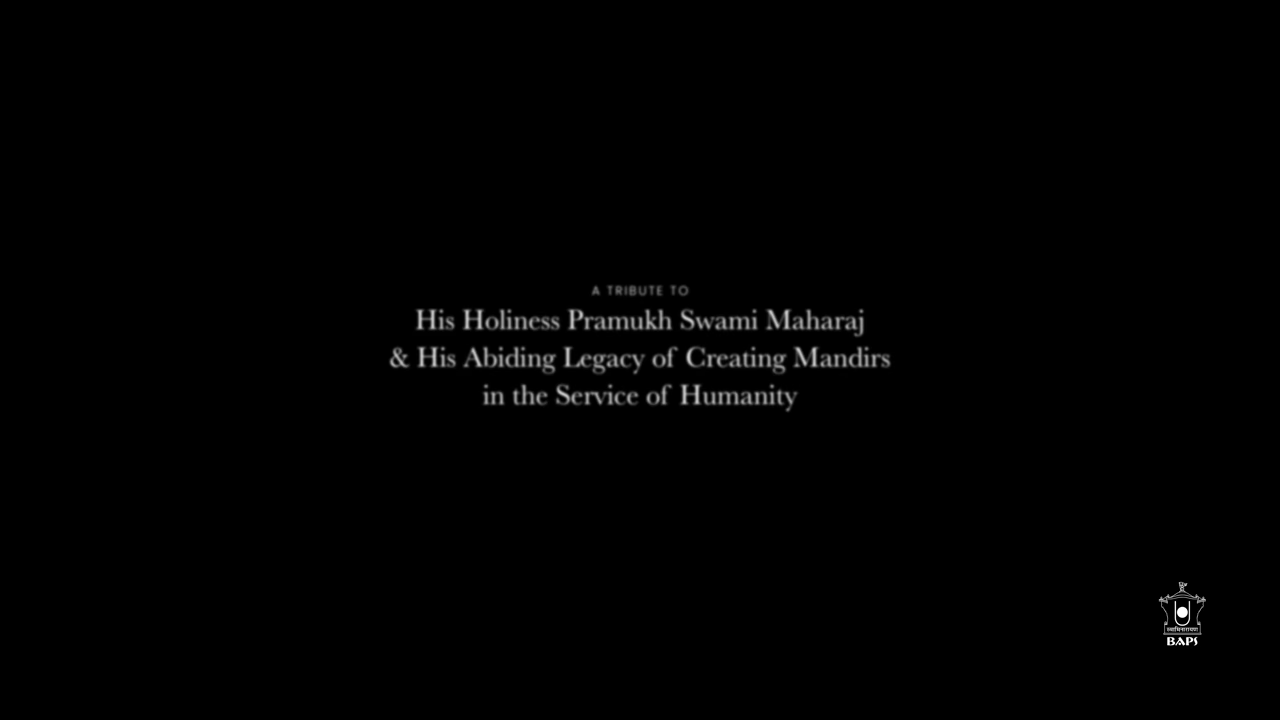 A TRIBUTE TO
His Holiness Pramukh Swami Maharaj
& His Abiding Legacy of Creating Mandirs
in the Service of Humanity
BAPS